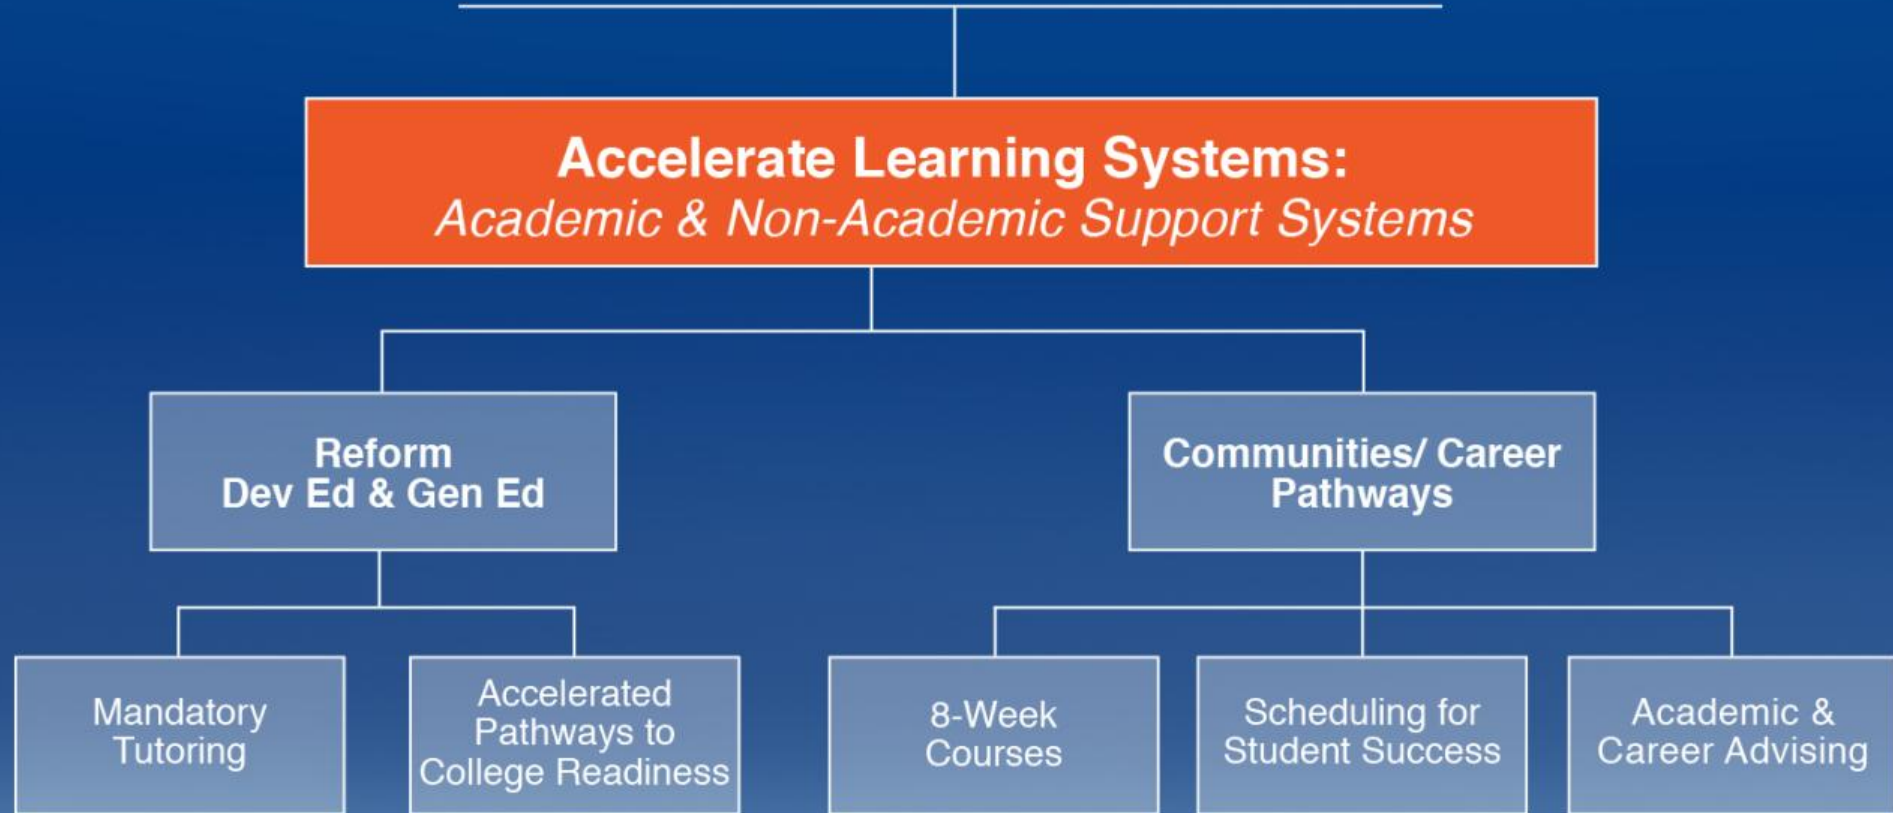 Accelerate Learning Systems:
Academic & Non-Academic Support Systems
Reform
Dev Ed & Gen Ed
Communities/ Career
Pathways
Mandatory
Tutoring
Accelerated
Pathways to
College Readiness
8-Week
Courses
Scheduling for
Student Success
Academic &
Career Advising